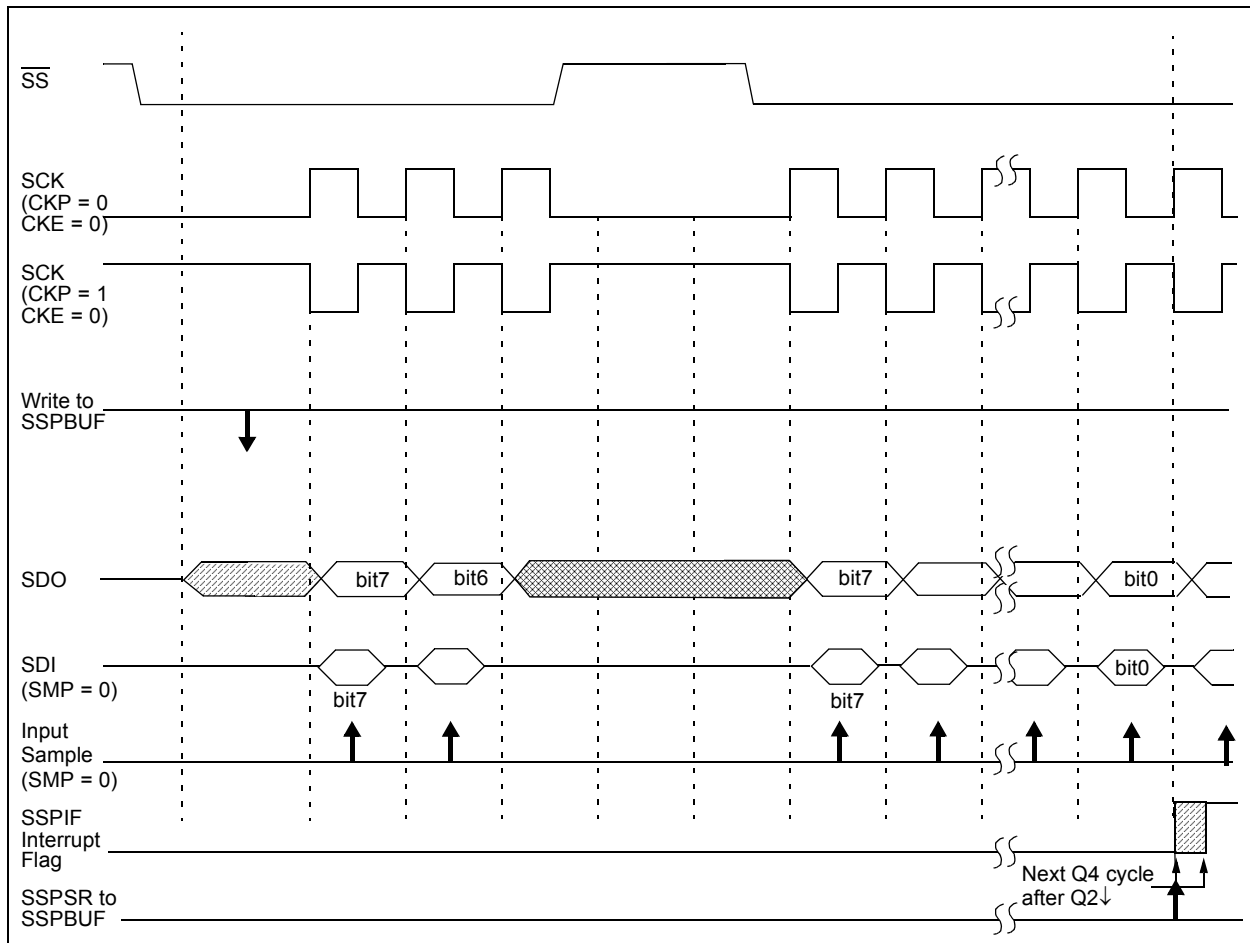 SS
SCK
(CKP = 0
CKE = 0)
SCK
(CKP = 1
CKE = 0)
Write to
SSPBUF
SDO
bit7
bit6
bit7
bit0
SDI
(SMP = 0)
bit7
bit7
bit0
Input
Sample
(SMP = 0)
SSPIF
Interrupt
Flag
Next Q4 cycle
after Q2↓
SSPSR to
SSPBUF